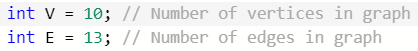 int V = 10; // Number of vertices in graph
int E = 13; // Number of edges in graph